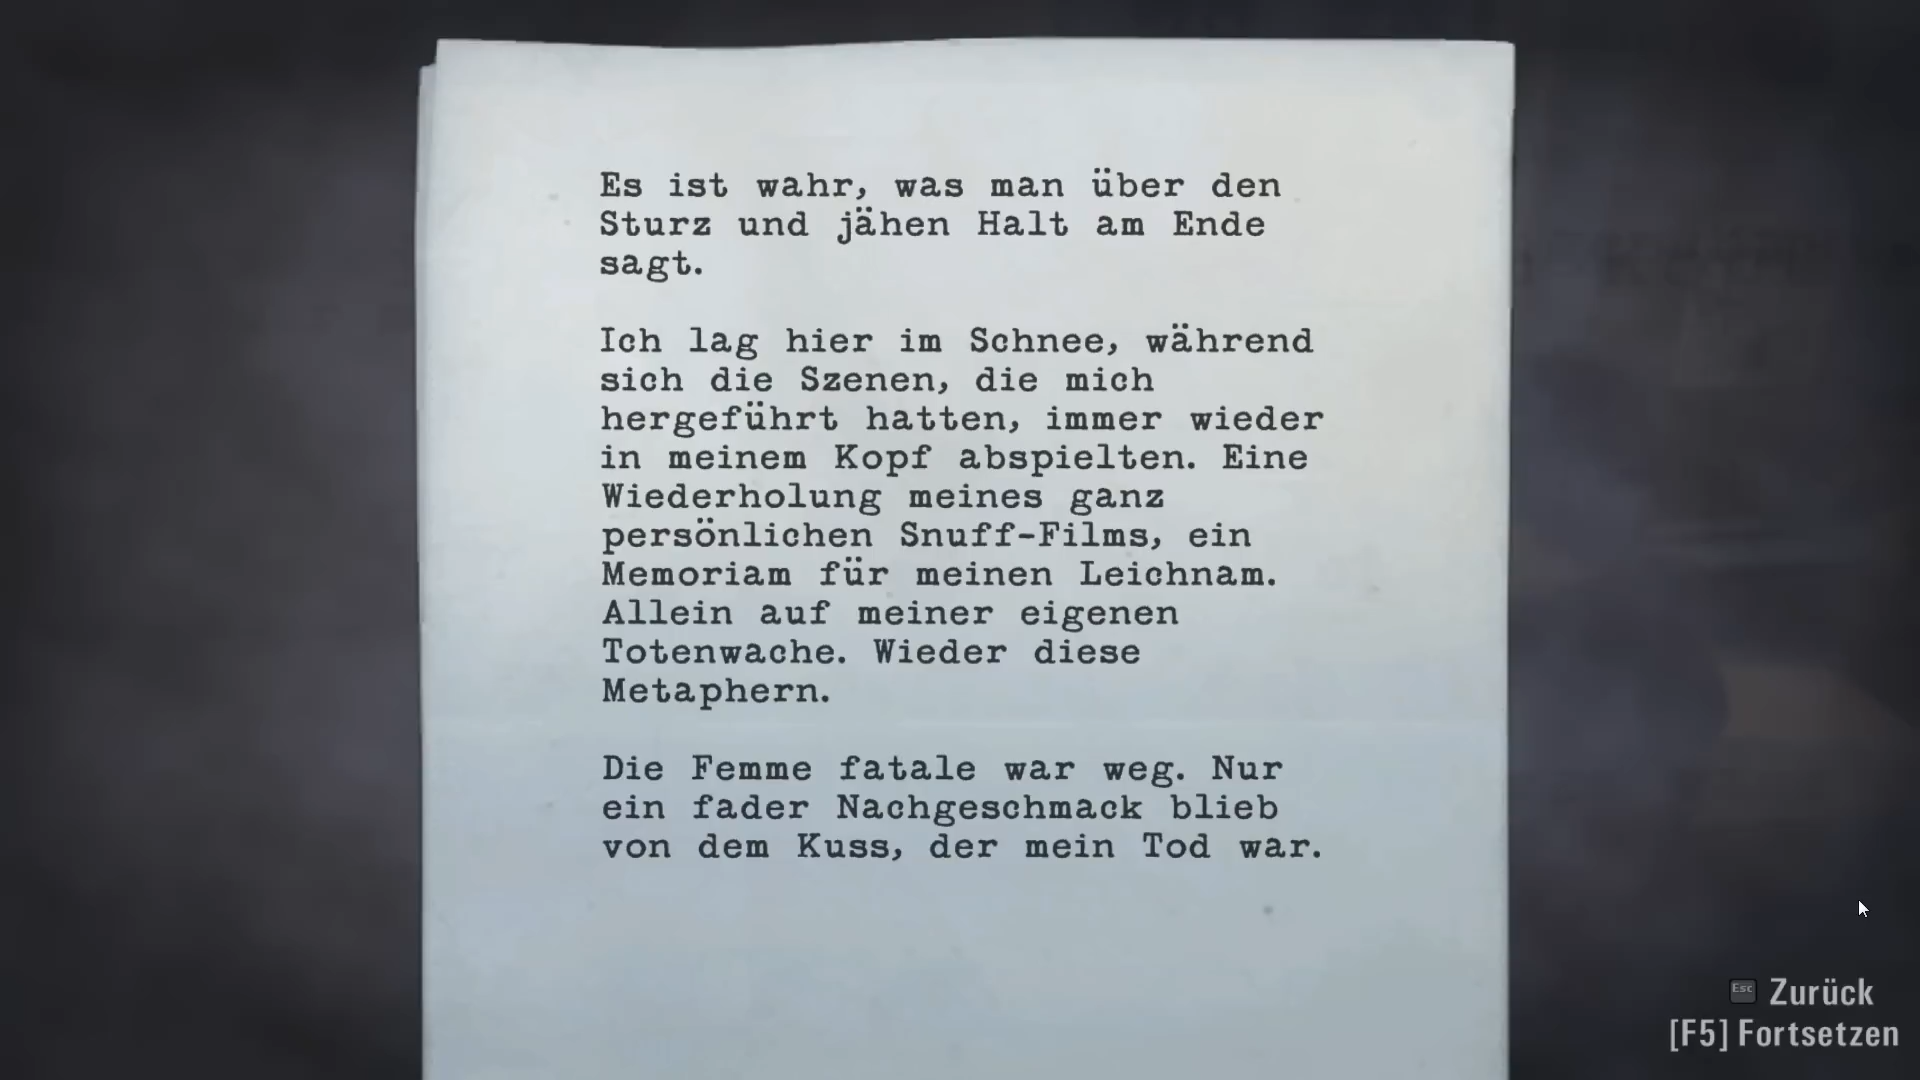 Es ist wahr, was man über den
Sturz und jähen Halt am Ende
sagt.
Ich lag hier im Schnee, während
sich die Szenen, die mich
hergeführt hatten, immer wieder
in meinem Kopf abspielten. Eine
Wiederholung meines ganz
persönlichen Snuff-Films, ein
Memoriam für meinen Leichnam.
Allein auf meiner eigenen
Totenwache. Wieder diese
Metaphern.
Die Femme fatale war weg. Nur
ein fader Nachgeschmack blieb
von dem Kuss, der mein Tod war.
Esc Zurück
[F5] Fortsetzen